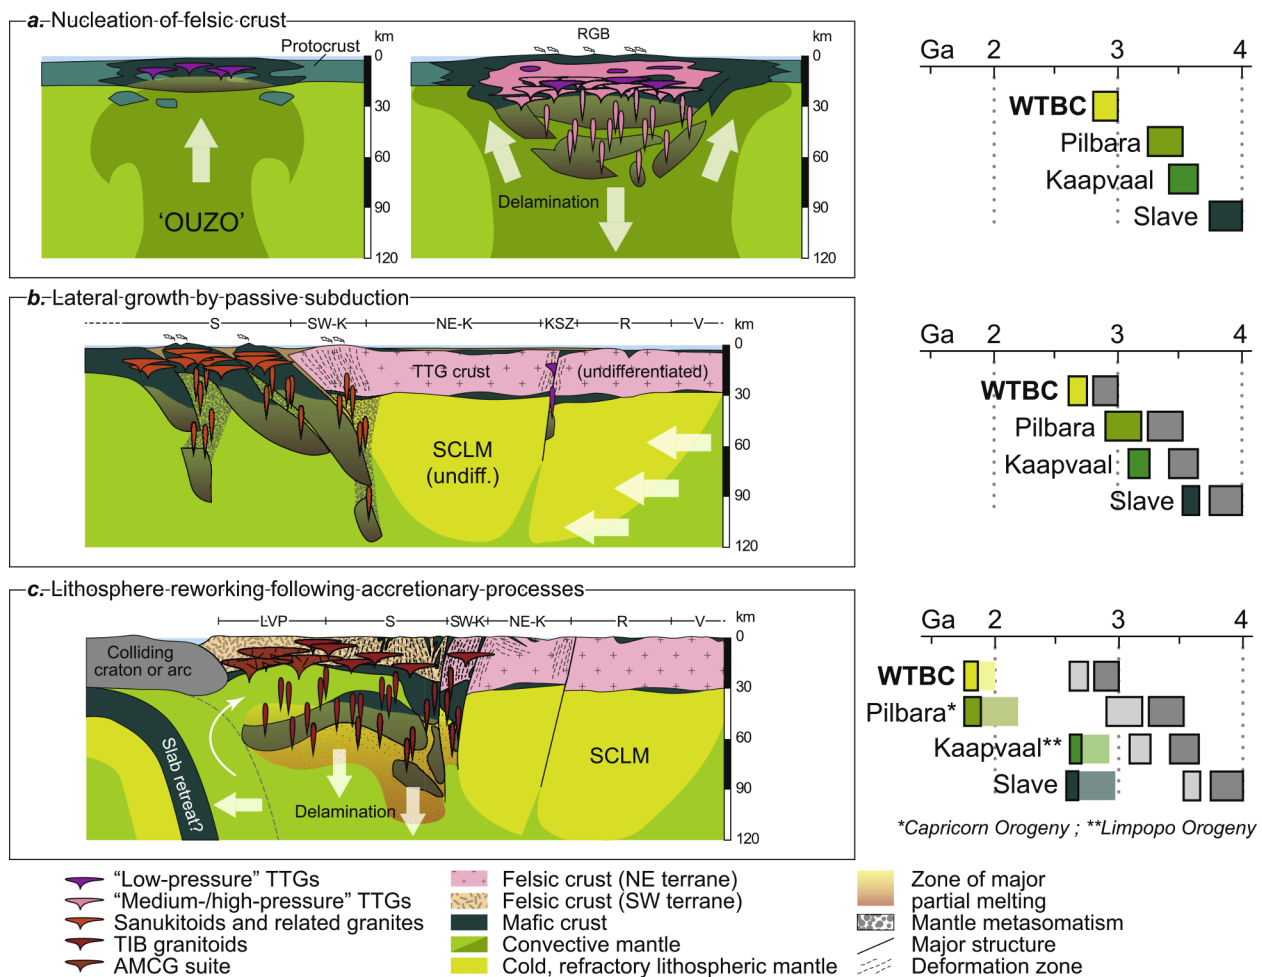 a. Nucleation of felsic crust
Protocrust
km
0
30
60
90
120
'OUZO'
RGB
km
0
30
60
90
120
Delamination
Ga 2 3 4
WTBC
Pilbara
Kaapvaal
Slave
b. Lateral growth by passive subduction
S SW-K NE-K KSZ R V
km
0
30
60
90
120
TTG crust (undifferentiated)
SCLM
(undiff.)
Ga 2 3 4
WTBC
Pilbara
Kaapvaal
Slave
c. Lithosphere reworking following accretionary processes
LVP S SW-K NE-K R V
km
0
30
60
90
120
Colliding
craton or arc
Slab retreat?
Delamination
SCLM
Ga 2 3 4
WTBC
Pilbara*
Kaapvaal**
Slave
*Capricorn Orogeny ; **Limpopo Orogeny
"Low-pressure" TTGs
"Medium-/high-pressure" TTGs
Sanukitoids and related granites
TIB granitoids
AMCG suite
Felsic crust (NE terrane)
Felsic crust (SW terrane)
Mafic crust
Convective mantle
Cold, refractory lithospheric mantle
Zone of major
partial melting
Mantle metasomatism
Major structure
Deformation zone